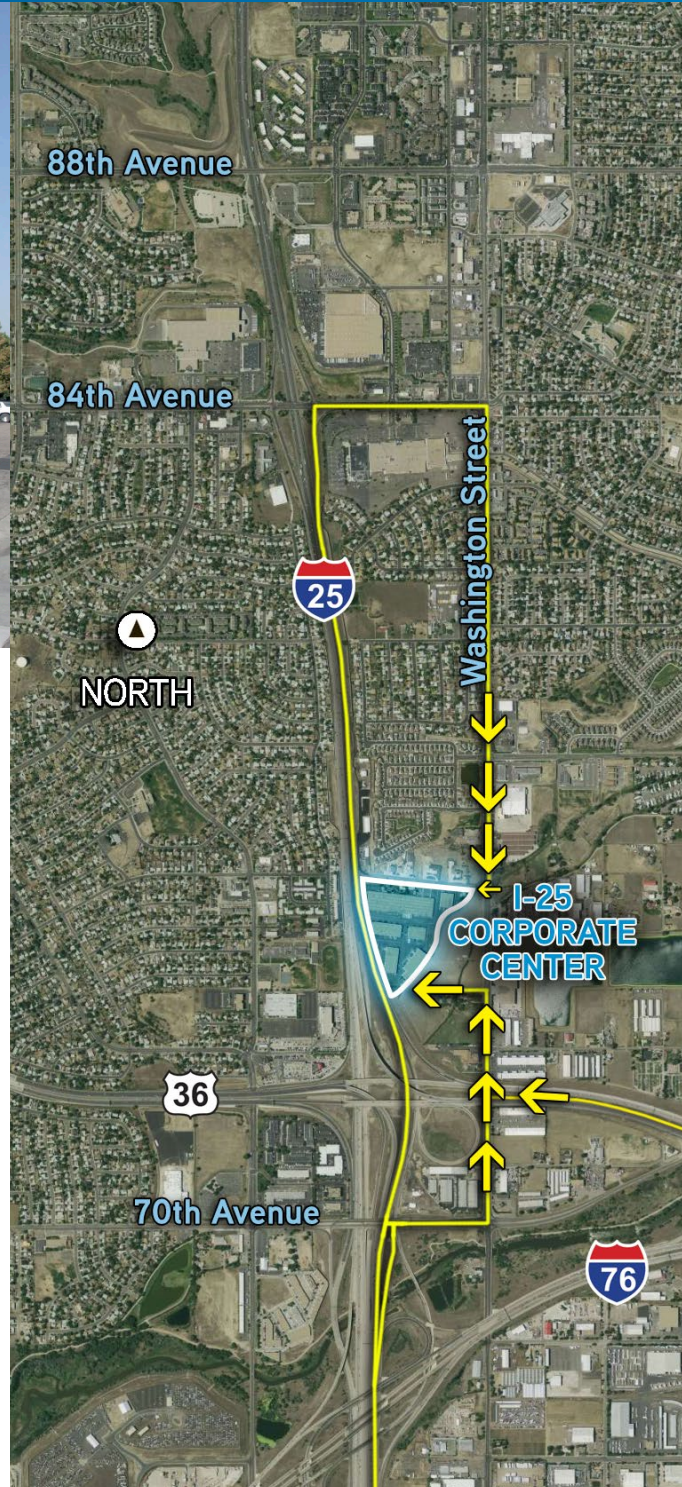 88th Avenue
84th Avenue
Washington Street
25
NORTH
I-25
CORPORATE
CENTER
36
70th Avenue
76